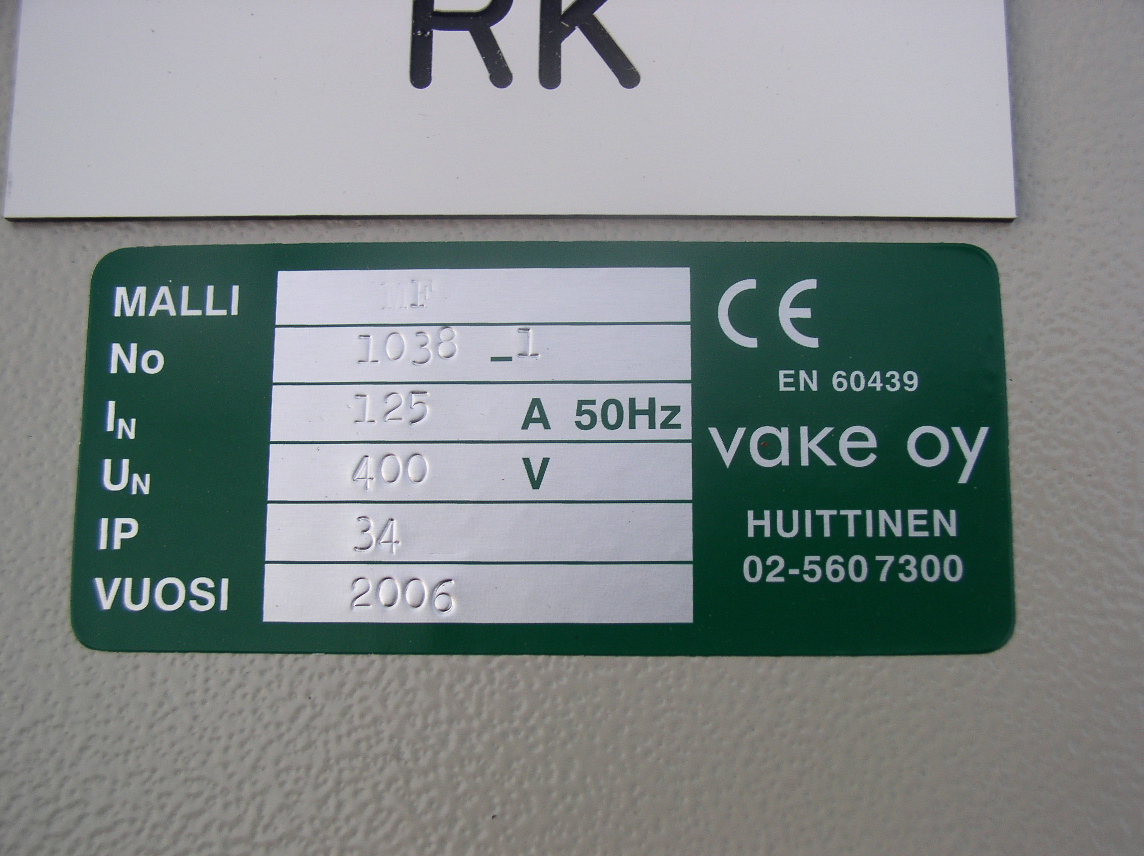 RK
MALLI MF
No 1038 _1
IN 125 A 50Hz
UN 400 V
IP 34
VUOSI 2006
CE
EN 60439
vake oy
HUITTINEN
02-560 7300